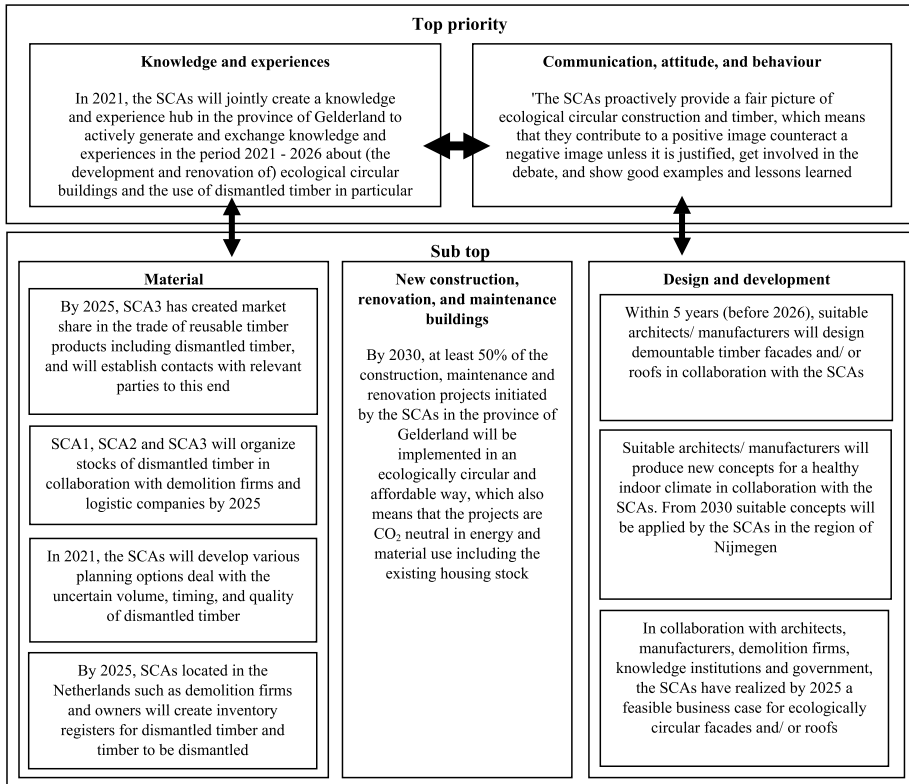 Top priority
Knowledge and experiences
In 2021, the SCAs will jointly create a knowledge
and experience hub in the province of Gelderland to
actively generate and exchange knowledge and
experiences in the period 2021 - 2026 about (the
development and renovation of) ecological circular
buildings and the use of dismantled timber in particular
Communication, attitude, and behaviour
'The SCAs proactively provide a fair picture of
ecological circular construction and timber, which means
that they contribute to a positive image counteract a
negative image unless it is justified, get involved in the
debate, and show good examples and lessons learned
Sub top
Material
By 2025, SCA3 has created market
share in the trade of reusable timber
products including dismantled timber,
and will establish contacts with relevant
parties to this end
SCA1, SCA2 and SCA3 will organize
stocks of dismantled timber in
collaboration with demolition firms and
logistic companies by 2025
In 2021, the SCAs will develop various
planning options deal with the
uncertain volume, timing, and quality
of dismantled timber
By 2025, SCAs located in the
Netherlands such as demolition firms
and owners will create inventory
registers for dismantled timber and
timber to be dismantled
New construction,
renovation, and maintenance
buildings
By 2030, at least 50% of the
construction, maintenance and
renovation projects initiated
by the SCAs in the province of
Gelderland will be
implemented in an
ecologically circular and
affordable way, which also
means that the projects are
CO₂ neutral in energy and
material use including the
existing housing stock
Design and development
Within 5 years (before 2026), suitable
architects/ manufacturers will design
demountable timber facades and/ or
roofs in collaboration with the SCAs
Suitable architects/ manufacturers will
produce new concepts for a healthy
indoor climate in collaboration with the
SCAs. From 2030 suitable concepts will
be applied by the SCAs in the region of
Nijmegen
In collaboration with architects,
manufacturers, demolition firms,
knowledge institutions and government,
the SCAs have realized by 2025 a
feasible business case for ecologically
circular facades and/ or roofs